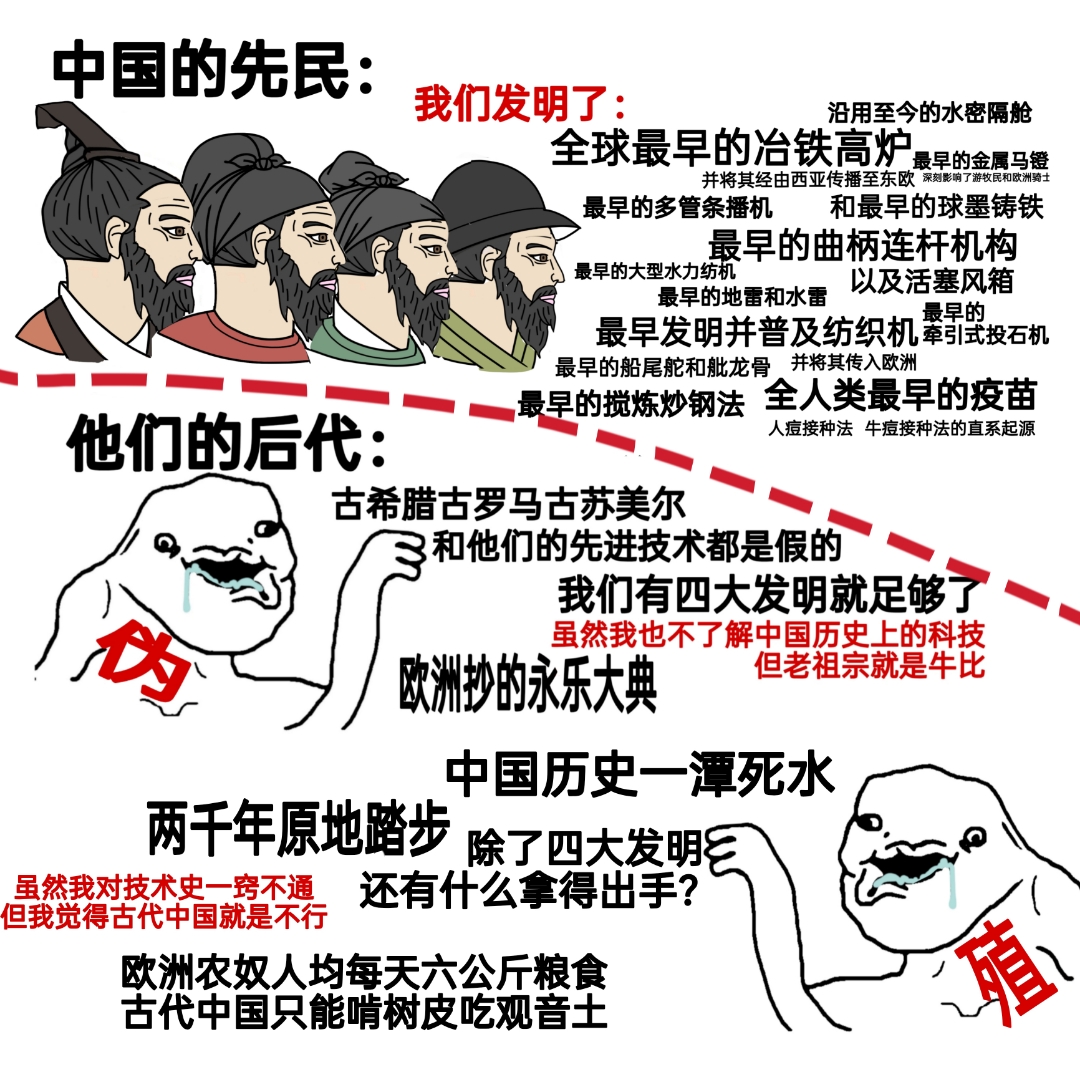 中国的先民：
我们发明了：
沿用至今的水密隔舱
全球最早的冶铁高炉
最早的金属马镫
并将其经由西亚传播至东欧
深刻影响了游牧民和欧洲骑士
最早的多管条播机
和最早的球墨铸铁
最早的曲柄连杆机构
最早的大型水力纺机
以及活塞风箱
最早的地雷和水雷
最早的
牵引式投石机
最早发明并普及纺织机
并将其传入欧洲
最早的船尾舵和舭龙骨
最早的搅炼炒钢法
全人类最早的疫苗
人痘接种法 牛痘接种法的直系起源
他们的后代：
古希腊古罗马古苏美尔
和他们的先进技术都是假的
我们有四大发明就足够了
虽然我也不了解中国历史上的科技
但老祖宗就是牛比
伪
欧洲抄的永乐大典
中国历史一潭死水
两千年原地踏步
除了四大发明
还有什么拿得出手？
虽然我对技术史一窍不通
但我觉得古代中国就是不行
殖
欧洲农奴人均每天六公斤粮食
古代中国只能啃树皮吃观音土